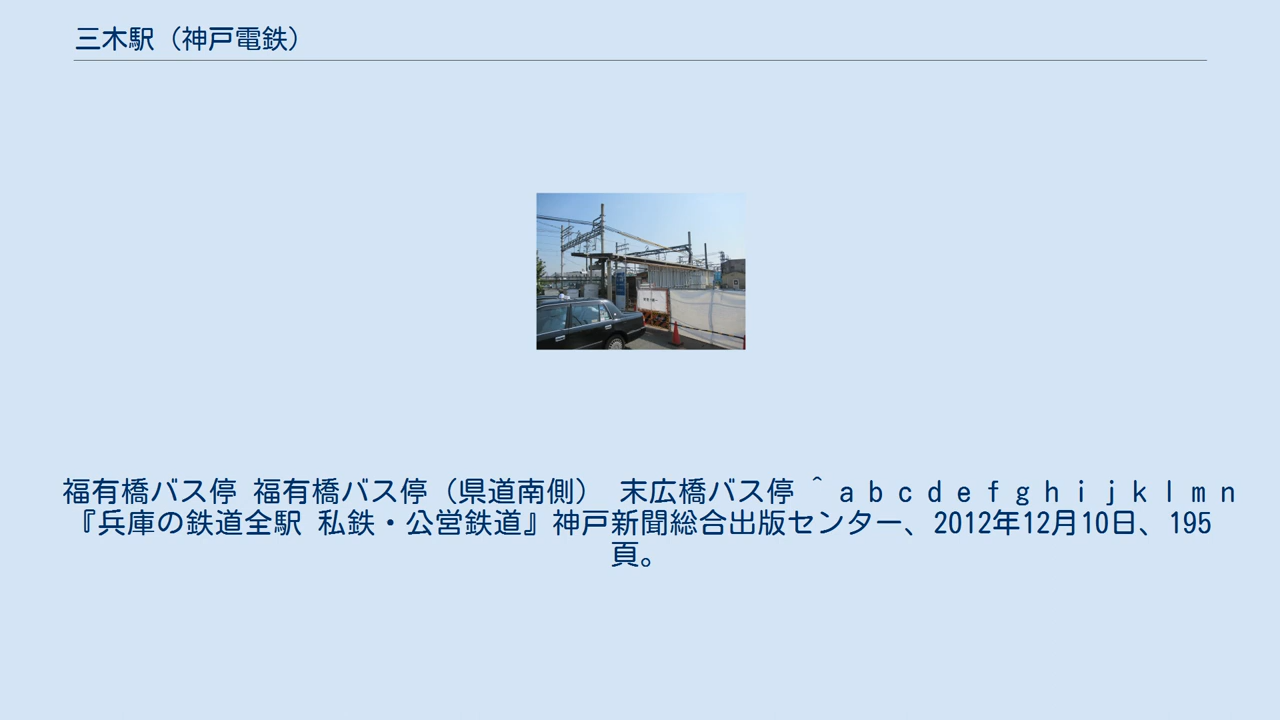 三木駅（神戸電鉄）
福有橋バス停 福有橋バス停（県道南側） 末広橋バス停 ^ a b c d e f g h i j k l m n
『兵庫の鉄道全駅 私鉄・公営鉄道』神戸新聞総合出版センター、2012年12月10日、195
頁。